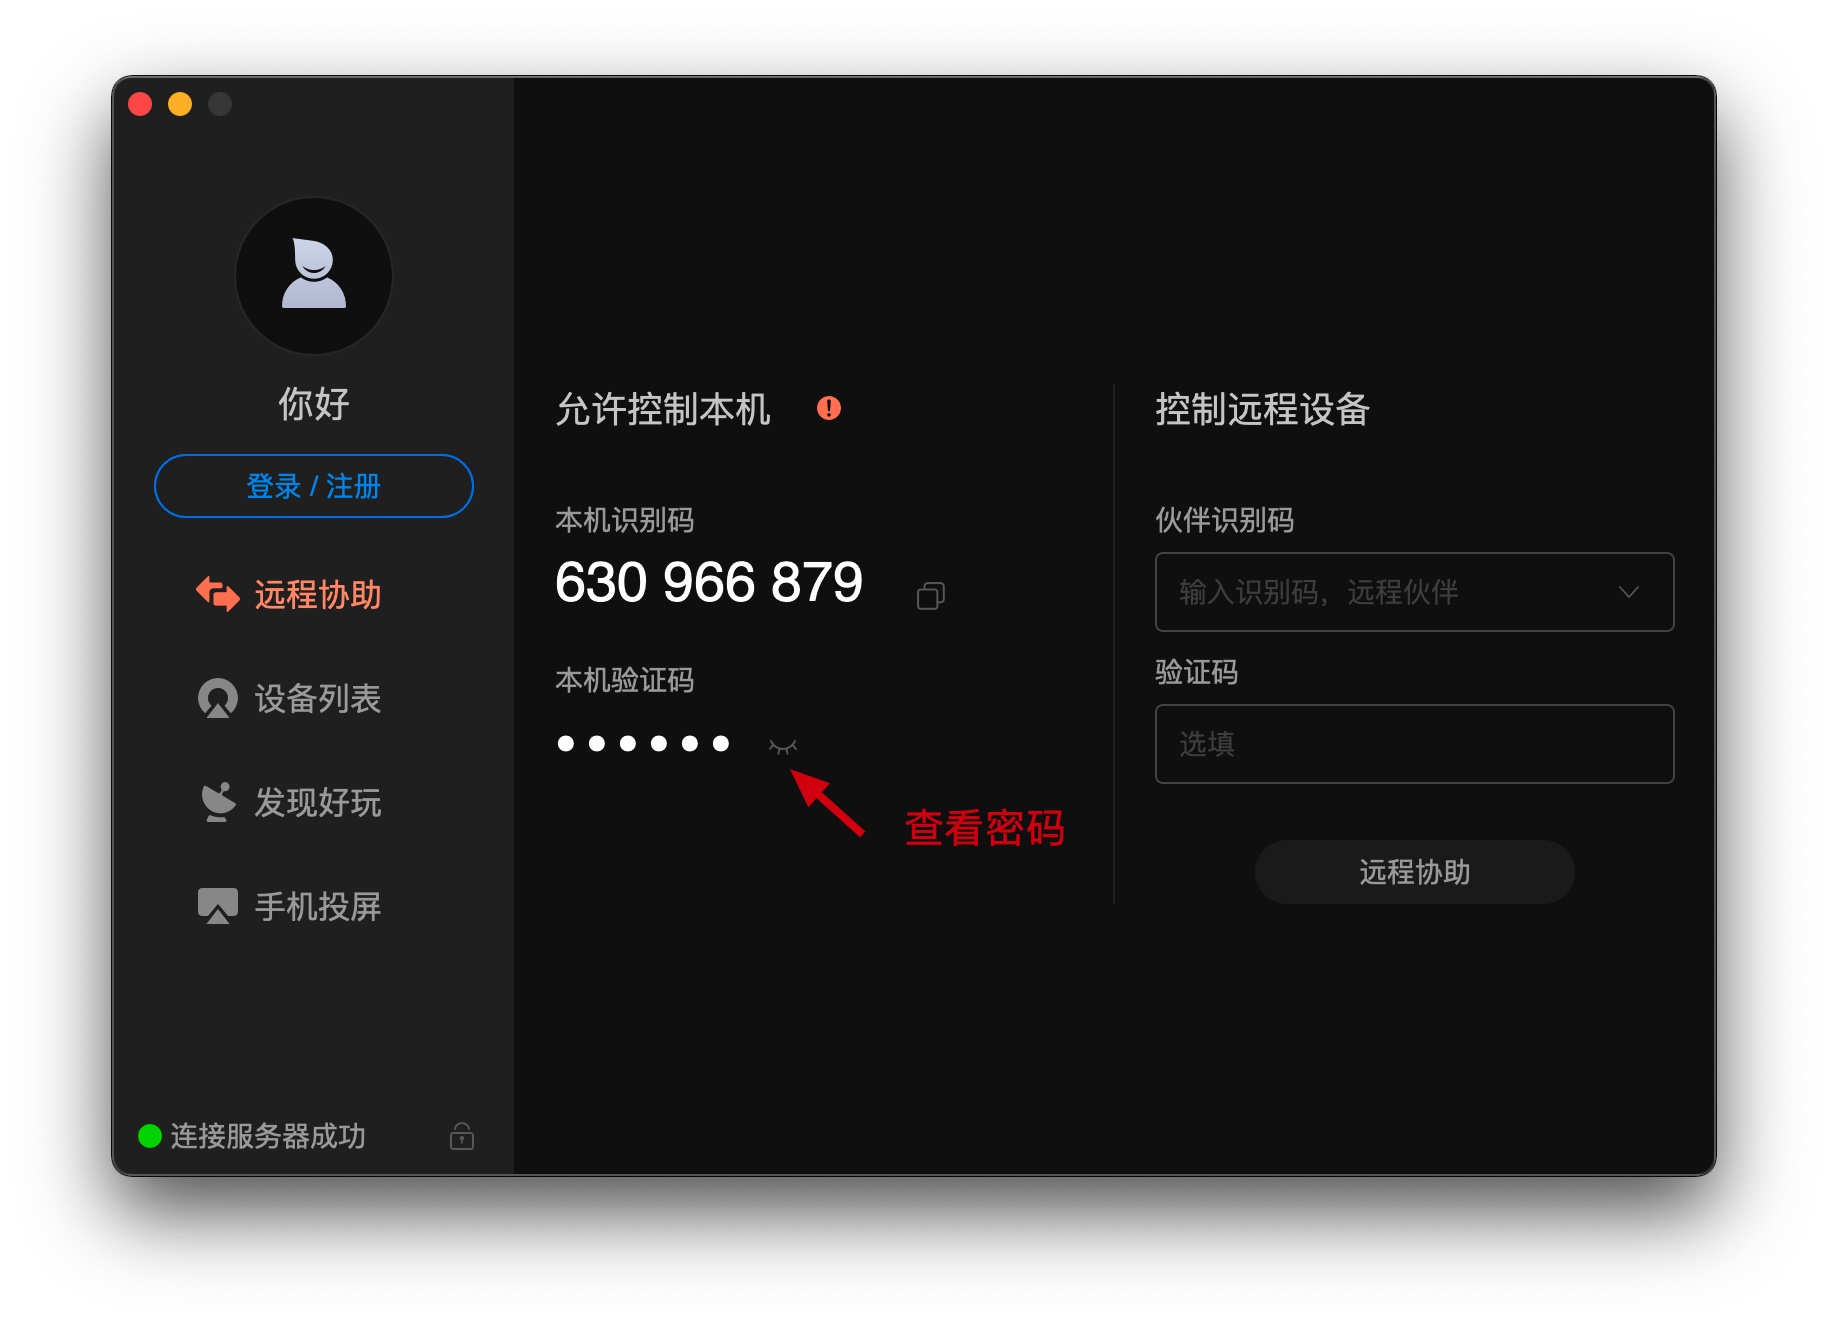 你好
登录 / 注册
远程协助
设备列表
发现好玩
手机投屏
连接服务器成功
允许控制本机
本机识别码
630 966 879
本机验证码
查看密码
控制远程设备
伙伴识别码
输入识别码，远程伙伴
验证码
选填
远程协助